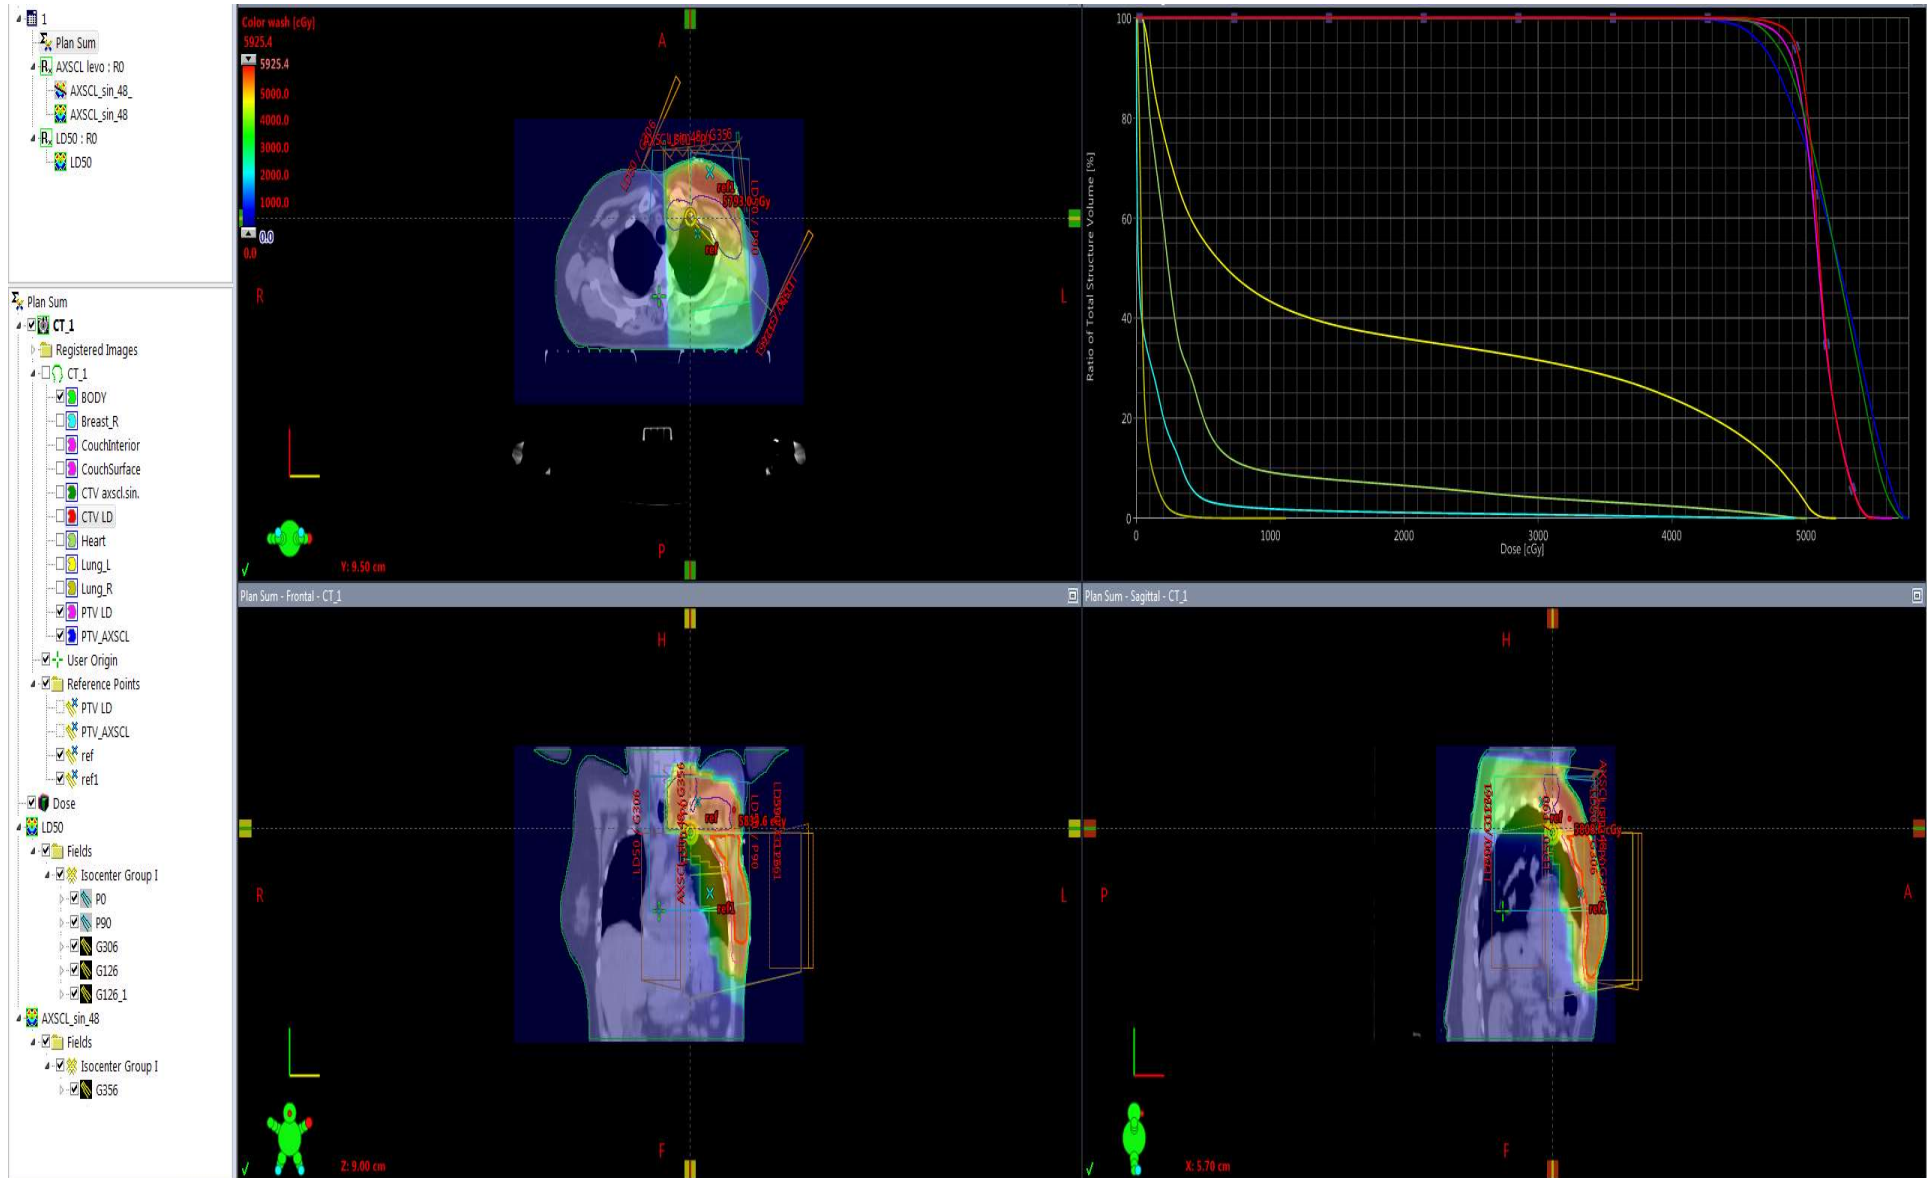 1
Plan Sum
AXSCL levo : R0
AXSCL_sin_48_
AXSCL_sin_48
LD50 : R0
LD50
Plan Sum
CT_1
Registered Images
CT_1
BODY
Breast_R
CouchInterior
CouchSurface
CTV axscl.sin.
CTV LD
Heart
Lung_L
Lung_R
PTV LD
PTV_AXSCL
User Origin
Reference Points
PTV LD
PTV_AXSCL
ref
ref1
Dose
LD50
Fields
Isocenter Group I
P0
P90
G306
G126
G126_1
AXSCL_sin_48
Fields
Isocenter Group I
G356
Color wash [cGy]
5925.4
5925.4
5000.0
4000.0
3000.0
2000.0
1000.0
0.0
0.0
A
R
L
P
LD50 / G306
ref1
ref
Y: 9.50 cm
100
80
60
40
20
0
Ratio of Total Structure Volume [%]
0
1000
2000
3000
4000
5000
Dose [cGy]
Plan Sum - Frontal - CT_1
H
R
L
F
LD50 / G306
ref
ref1
Z: 9.00 cm
Plan Sum - Sagittal - CT_1
H
P
A
F
ref
ref1
X: 5.70 cm